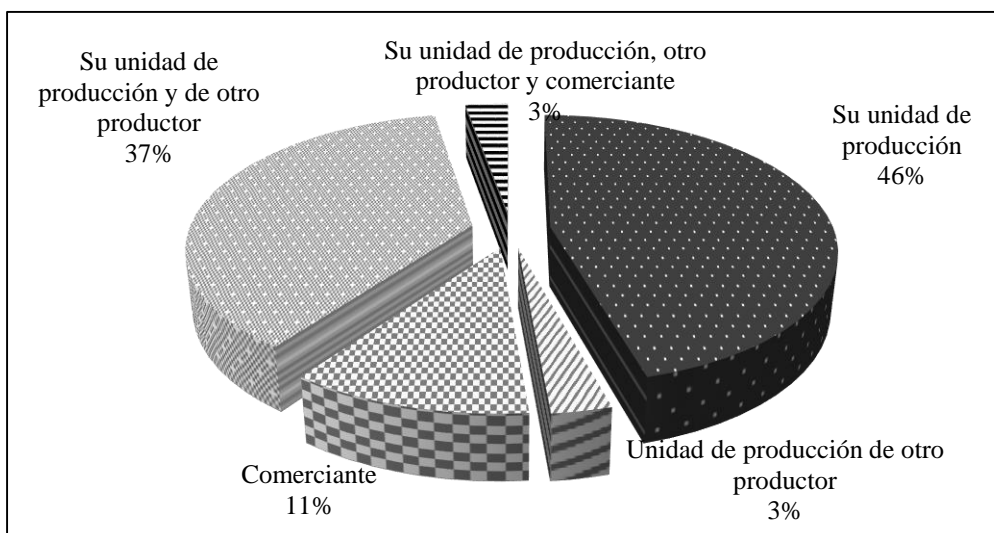 Su unidad de
producción y de otro
productor
37%
Su unidad de producción, otro
productor y comerciante
3%
Su unidad de
producción
46%
Comerciante
11%
Unidad de producción de otro
productor
3%